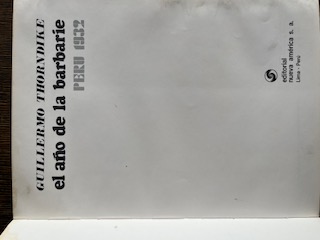 GUILLERMO THORNDIKE
el año de la barbarie
PERU 1932
editorial
nueva américa s. a.
Lima - Perú